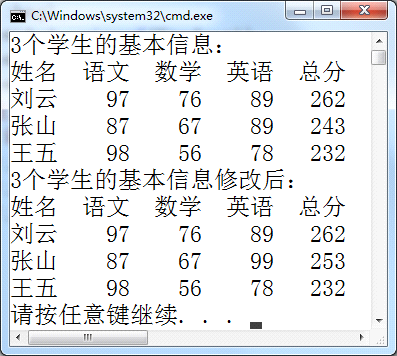 C:\Windows\system32\cmd.exe
3个学生的基本信息：
姓名 语文 数学 英语 总分
刘云 97 76 89 262
张山 87 67 89 243
王五 98 56 78 232
3个学生的基本信息修改后：
姓名 语文 数学 英语 总分
刘云 97 76 89 262
张山 87 67 99 253
王五 98 56 78 232
请按任意键继续. . .